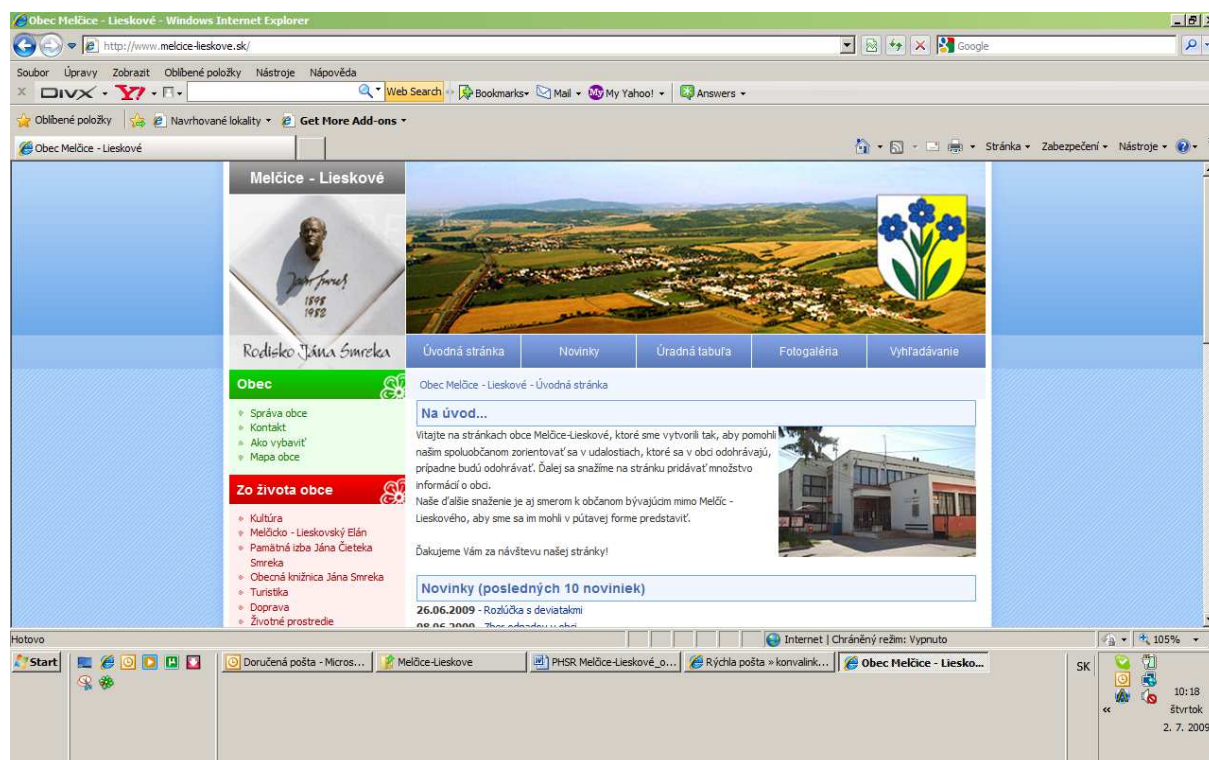 Obec Melčice - Lieskové - Windows Internet Explorer
http://www.melcice-lieskove.sk/
Google
Soubor Úpravy Zobrazit Oblíbené položky Nástroje Nápověda
DIVX Y! Web Search Bookmarks Mail My Yahoo! Answers
Oblíbené položky Navrhované lokality Get More Add-ons
Obec Melčice - Lieskové
Stránka Zabezpečení Nástroje
Melčice - Lieskové
1898
1982
Rodisko Jána Smreka
Úvodná stránka Novinky Úradná tabuľa Fotogaléria Vyhľadávanie
Obec
Správa obce
Kontakt
Ako vybaviť
Mapa obce
Zo života obce
Kultúra
Melčicko - Lieskovský Elán
Pamätná izba Jána Čieteka
Smreka
Obecná knižnica Jána Smreka
Turistika
Doprava
Životné prostredie
Obec Melčice - Lieskové - Úvodná stránka
Na úvod...
Vitajte na stránkach obce Melčice-Lieskové, ktoré sme vytvorili tak, aby pomohli
našim spoluobčanom zorientovať sa v udalostiach, ktoré sa v obci odohrávajú,
prípadne budú odohrávať. Ďalej sa snažíme na stránku pridávať množstvo
informácií o obci.
Naše ďalšie snaženie je aj smerom k občanom bývajúcim mimo Melčíc -
Lieskového, aby sme sa im mohli v pútavej forme predstaviť.
Ďakujeme Vám za návštevu našej stránky!
Novinky (posledných 10 noviniek)
26.06.2009 - Rozlúčka s deviatakmi
08.06.2009 - Zber odpadou v obci
Hotovo
Internet | Chráněný režim: Vypnuto
105%
Start
Doručená pošta - Micros...
Melčice-Lieskove
PHSR Melčice-Lieskové_o...
Rýchla pošta » konvalink...
Obec Melčice - Liesko...
SK
10:18
štvrtok
2. 7. 2009